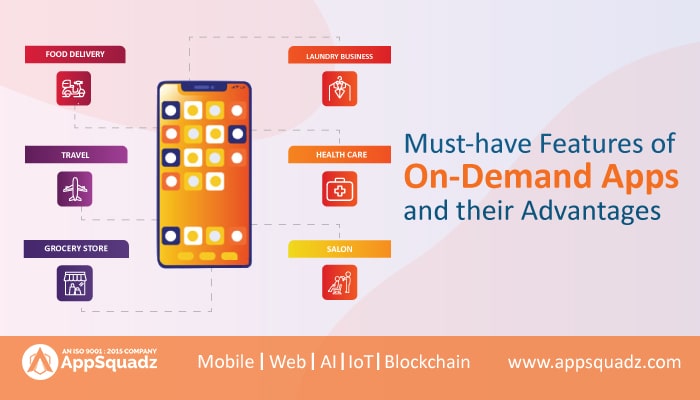 FOOD DELIVERY
TRAVEL
GROCERY STORE
LAUNDRY BUSINESS
HEALTH CARE
SALON
Must-have Features of
On-Demand Apps
and their Advantages
AN ISO 9001 : 2015 COMPANY
AppSquadz
Mobile | Web | AI | IoT | Blockchain
www.appsquadz.com